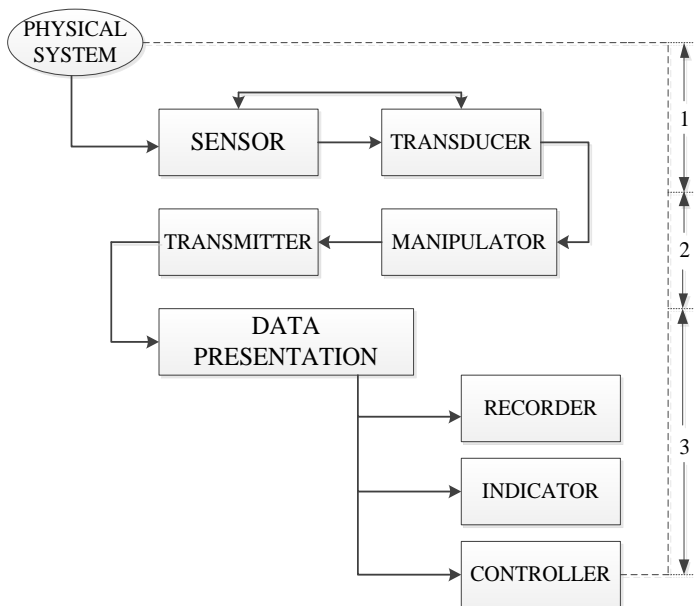 PHYSICAL
SYSTEM
1
SENSOR
TRANSDUCER
TRANSMITTER
MANIPULATOR
2
DATA
PRESENTATION
RECORDER
3
INDICATOR
CONTROLLER